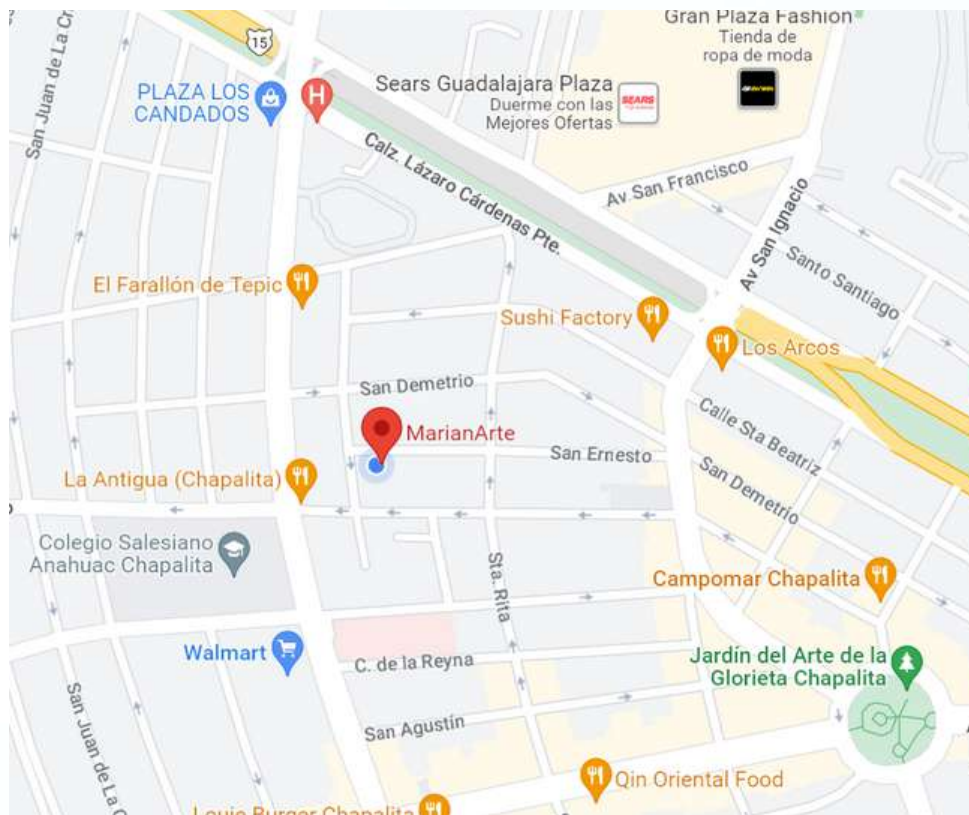 Gran Plaza Fashion
Tienda de
ropa de moda
15
San Juan de La Cr
PLAZA LOS
CANDADOS
H
Sears Guadalajara Plaza
Duerme con las
Mejores Ofertas
SEARS
Calz. Lázaro Cárdenas Pte.
Av San Francisco
Av San Ignacio
Santo Santiago
El Farallón de Tepic
Sushi Factory
Los Arcos
San Demetrio
MarianArte
San Ernesto
Calle Sta Beatriz
San Demetrio
La Antigua (Chapalita)
Colegio Salesiano
Anahuac Chapalita
Sta. Rita
Campomar Chapalita
Walmart
C. de la Reyna
Jardín del Arte de la
Glorieta Chapalita
San Juan de La C
San Agustín
Qin Oriental Food
Louie Burger Chapalita